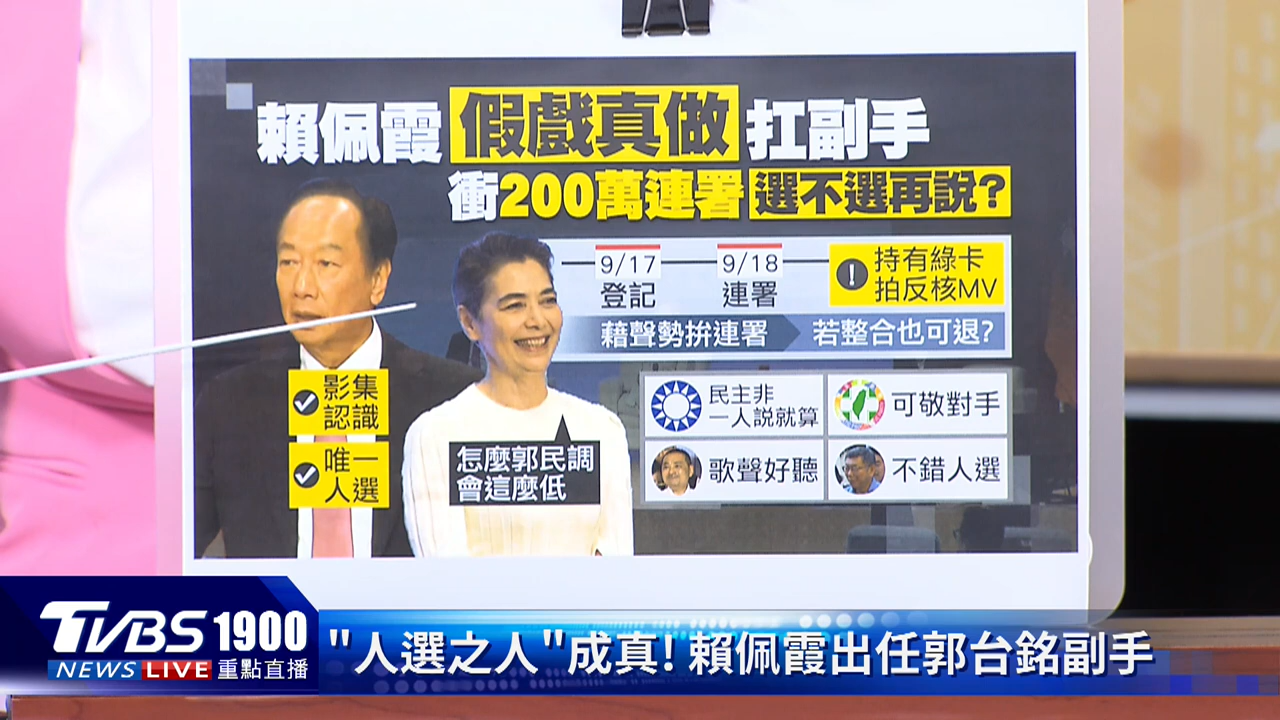 賴佩霞 假戲真做 扛副手
衝200萬連署 選不選再說?
9/17
登記
9/18
連署
! 持有綠卡
拍反核MV
藉聲勢拚連署
若整合也可退?
影集
認識
唯一
人選
怎麼郭民調
會這麼低
民主非
一人說就算
可敬對手
歌聲好聽
不錯人選
TVBS 1900
NEWS LIVE 重點直播
"人選之人"成真! 賴佩霞出任郭台銘副手